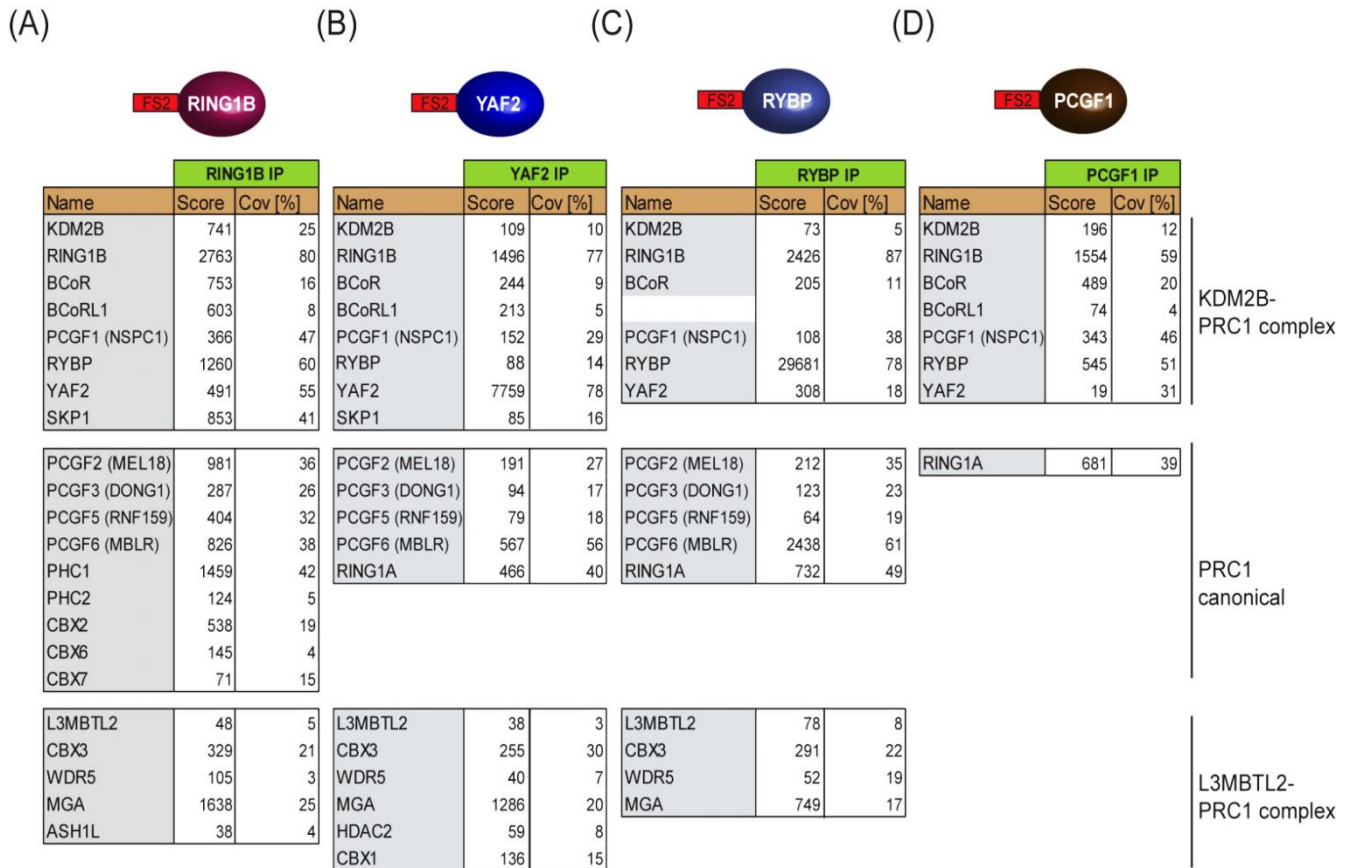 (A) (B) (C) (D)
FS2 RING1B FS2 YAF2 FS2 RYBP FS2 PCGF1
RING1B IP YAF2 IP RYBP IP PCGF1 IP
Name Score Cov [%] Name Score Cov [%] Name Score Cov [%] Name Score Cov [%]
KDM2B 741 25 KDM2B 109 10 KDM2B 73 5 KDM2B 196 12
RING1B 2763 80 RING1B 1496 77 RING1B 2426 87 RING1B 1554 59
BCoR 753 16 BCoR 244 9 BCoR 205 11 BCoR 489 20
BCoRL1 603 8 BCoRL1 213 5 BCoRL1 74 4
PCGF1 (NSPC1) 366 47 PCGF1 (NSPC1) 152 29 PCGF1 (NSPC1) 108 38 PCGF1 (NSPC1) 343 46
RYBP 1260 60 RYBP 88 14 RYBP 29681 78 RYBP 545 51
YAF2 491 55 YAF2 7759 78 YAF2 308 18 YAF2 19 31
SKP1 853 41 SKP1 85 16
KDM2B-
PRC1 complex
PCGF2 (MEL18) 981 36 PCGF2 (MEL18) 191 27 PCGF2 (MEL18) 212 35 RING1A 681 39
PCGF3 (DONG1) 287 26 PCGF3 (DONG1) 94 17 PCGF3 (DONG1) 123 23
PCGF5 (RNF159) 404 32 PCGF5 (RNF159) 79 18 PCGF5 (RNF159) 64 19
PCGF6 (MBLR) 826 38 PCGF6 (MBLR) 567 56 PCGF6 (MBLR) 2438 61
PHC1 1459 42 RING1A 466 40 RING1A 732 49
PHC2 124 5
CBX2 538 19
CBX6 145 4
CBX7 71 15
PRC1
canonical
L3MBTL2 48 5 L3MBTL2 38 3 L3MBTL2 78 8
CBX3 329 21 CBX3 255 30 CBX3 291 22
WDR5 105 3 WDR5 40 7 WDR5 52 19
MGA 1638 25 MGA 1286 20 MGA 749 17
ASH1L 38 4 HDAC2 59 8
CBX1 136 15
L3MBTL2-
PRC1 complex